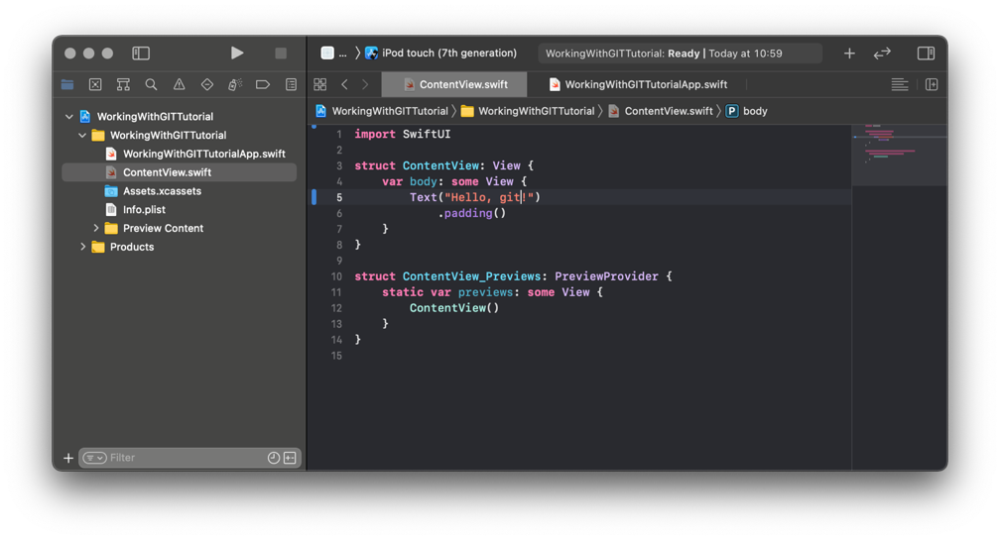 ... iPod touch (7th generation) WorkingWithGITTutorial: Ready | Today at 10:59
ContentView.swift WorkingWithGITTutorialApp.swift
WorkingWithGITTutorial WorkingWithGITTutorial ContentView.swift P body
WorkingWithGITTutorial
WorkingWithGITTutorial
WorkingWithGITTutorialApp.swift
ContentView.swift
Assets.xcassets
Info.plist
Preview Content
Products
Filter
1 import SwiftUI
2
3 struct ContentView: View {
4 var body: some View {
5 Text("Hello, git!")
6 .padding()
7 }
8 }
9
10 struct ContentView_Previews: PreviewProvider {
11 static var previews: some View {
12 ContentView()
13 }
14 }
15